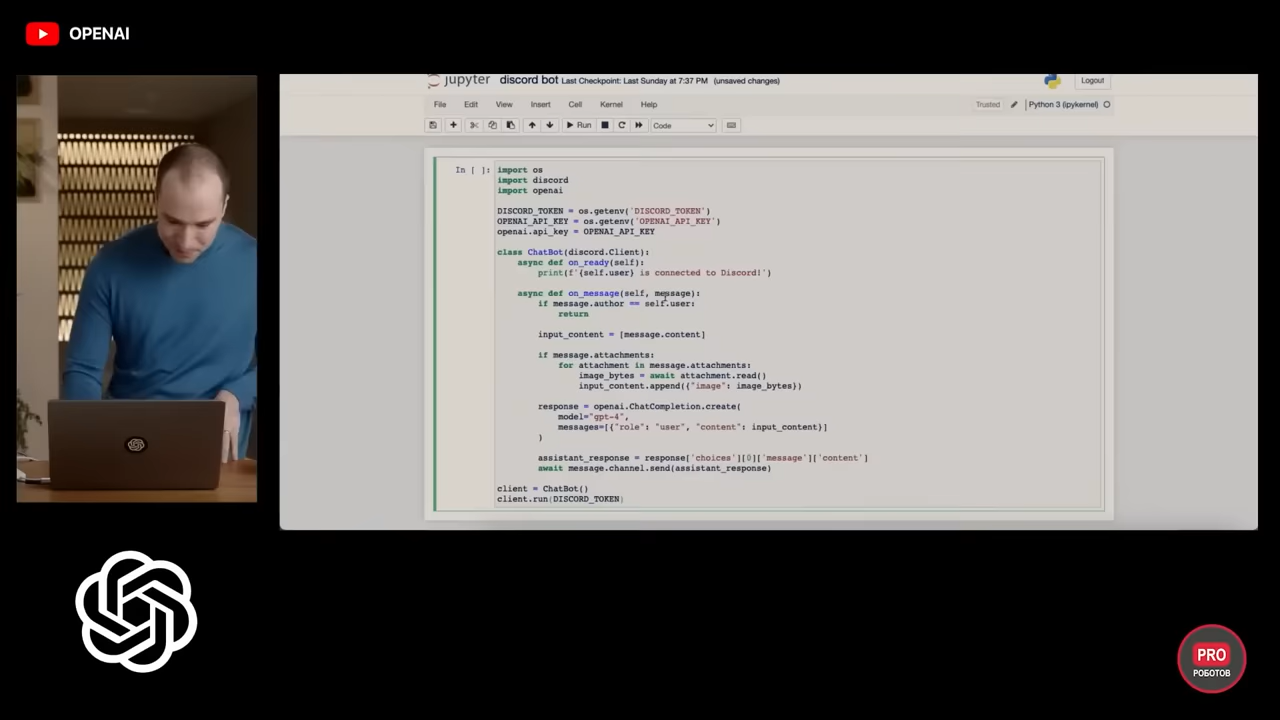 OPENAI
jupyter discord bot Last Checkpoint: Last Sunday at 7:37 PM (unsaved changes)
Logout
File Edit View Insert Cell Kernel Help
Trusted
Python 3 (ipykernel)
Run
Code
In [ ]:
import os
import discord
import openai
DISCORD_TOKEN = os.getenv('DISCORD_TOKEN')
OPENAI_API_KEY = os.getenv('OPENAI_API_KEY')
openai.api_key = OPENAI_API_KEY
class ChatBot(discord.Client):
async def on_ready(self):
print(f'{self.user} is connected to Discord!')
async def on_message(self, message):
if message.author == self.user:
return
input_content = [message.content]
if message.attachments:
for attachment in message.attachments:
image_bytes = await attachment.read()
input_content.append({"image": image_bytes})
response = openai.ChatCompletion.create(
model="gpt-4",
messages=[{"role": "user", "content": input_content}]
)
assistant_response = response['choices'][0]['message']['content']
await message.channel.send(assistant_response)
client = ChatBot()
client.run(DISCORD_TOKEN)
PRO
РОБОТОВ